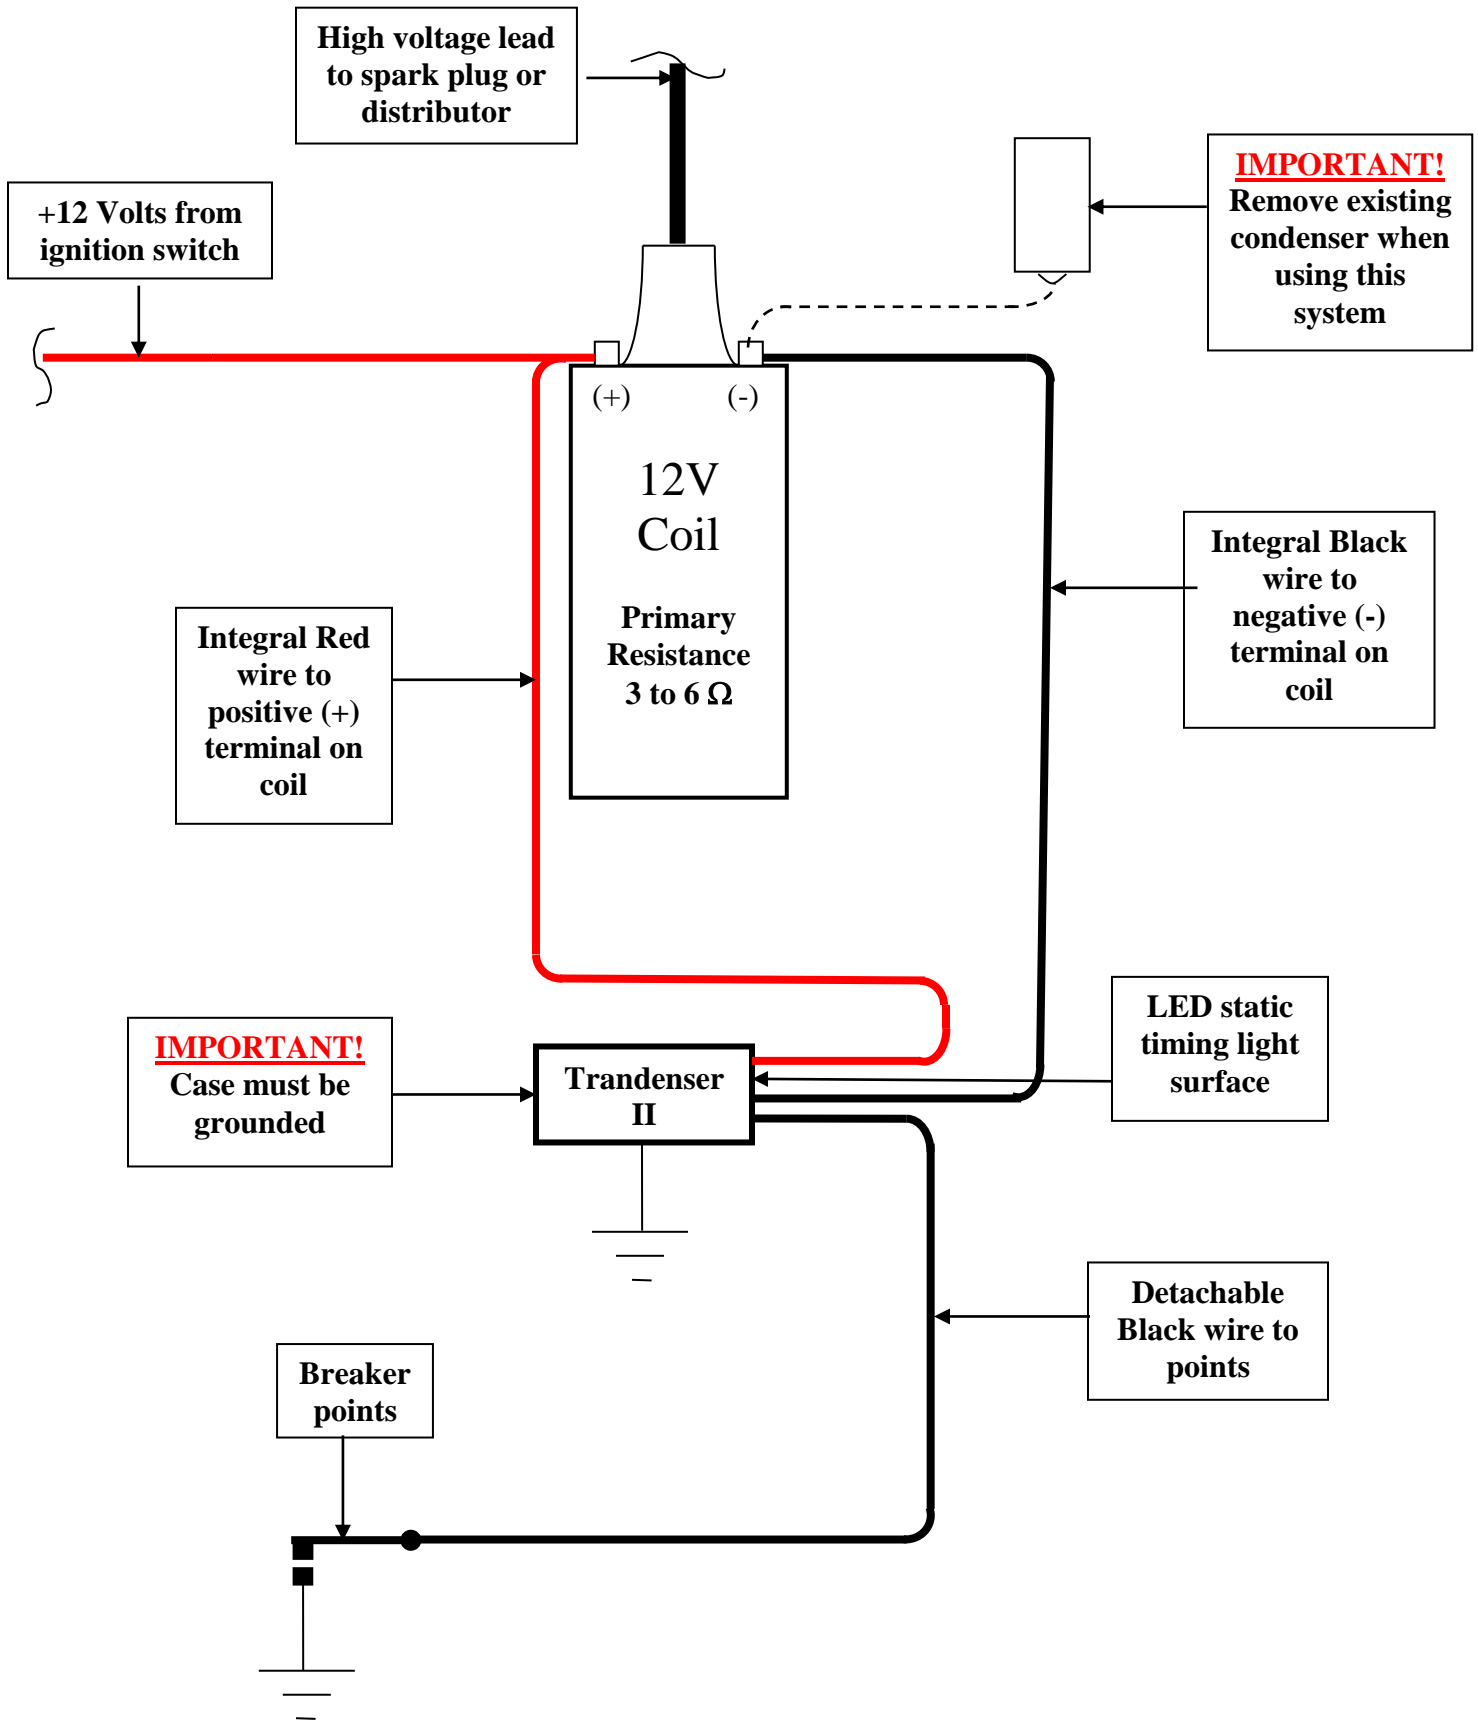 High voltage lead
to spark plug or
distributor
IMPORTANT!
Remove existing
condenser when
using this
system
+12 Volts from
ignition switch
(+)
(-)
12V
Coil
Primary
Resistance
3 to 6 Ω
Integral Black
wire to
negative (-)
terminal on
coil
Integral Red
wire to
positive (+)
terminal on
coil
LED static
timing light
surface
IMPORTANT!
Case must be
grounded
Trandenser
II
Detachable
Black wire to
points
Breaker
points